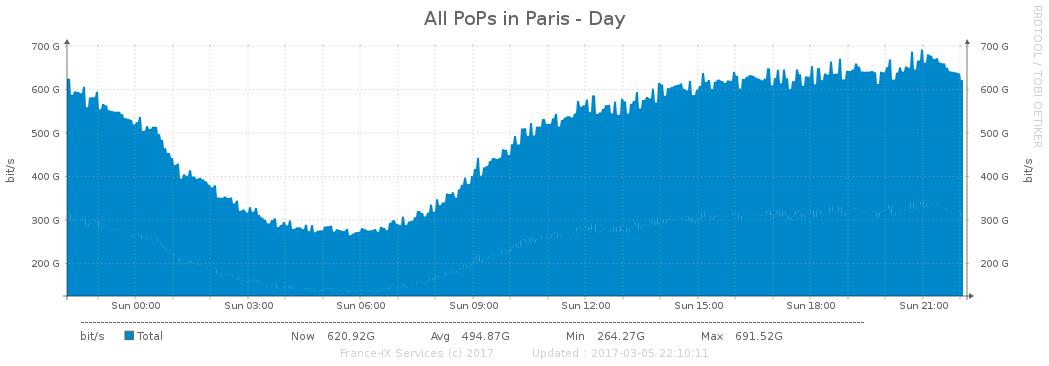 All PoPs in Paris - Day
RRDTOOL / TOBI OETIKER
700 G 700 G
600 G 600 G
500 G 500 G
400 G 400 G
300 G 300 G
200 G 200 G
bit/s bit/s
Sun 00:00 Sun 03:00 Sun 06:00 Sun 09:00 Sun 12:00 Sun 15:00 Sun 18:00 Sun 21:00
bit/s Total Now 620.92G Avg 494.87G Min 264.27G Max 691.52G
France-IX Services (c) 2017 Updated : 2017-03-05 22:10:11